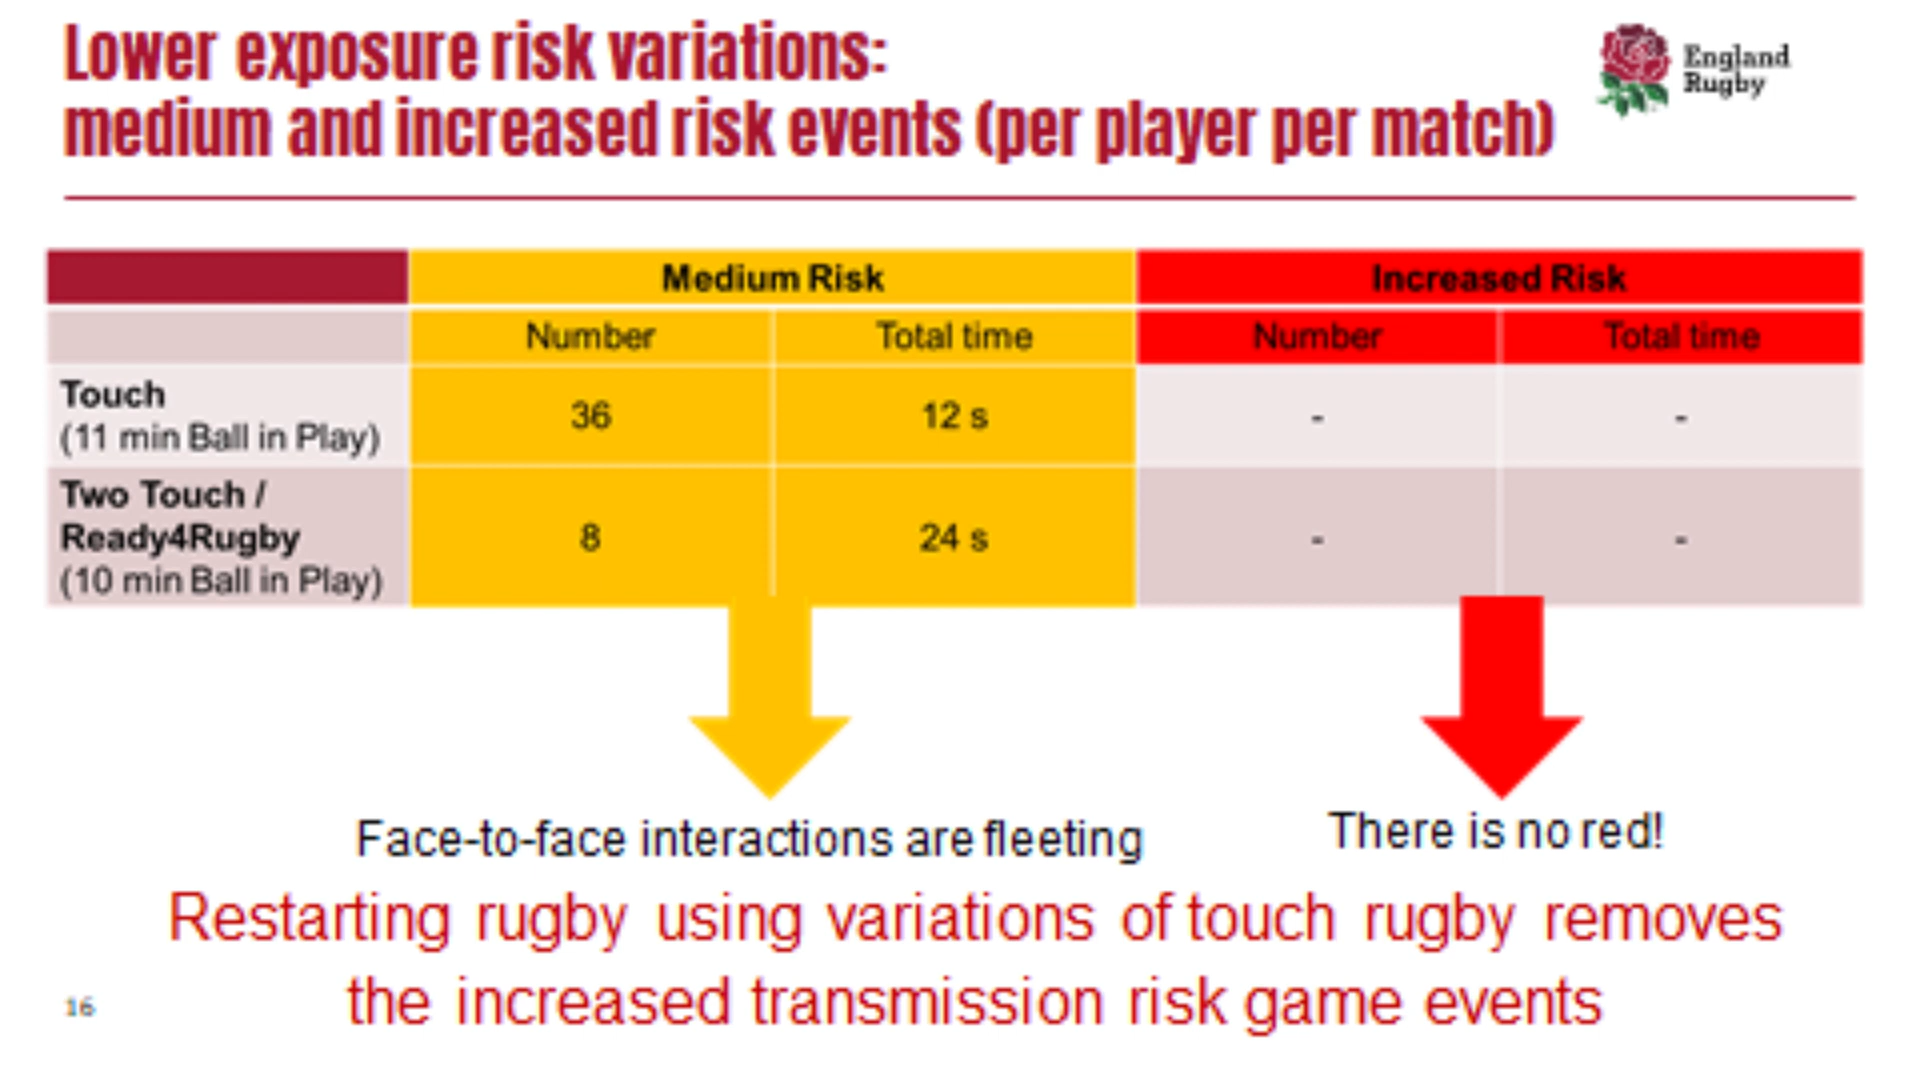 Lower exposure risk variations:
medium and increased risk events (per player per match)
England
Rugby
Medium Risk Increased Risk
Number Total time Number Total time
Touch
(11 min Ball in Play)
36 12 s - -
Two Touch /
Ready4Rugby
(10 min Ball in Play)
8 24 s - -
Face-to-face interactions are fleeting
There is no red!
Restarting rugby using variations of touch rugby removes
the increased transmission risk game events
16